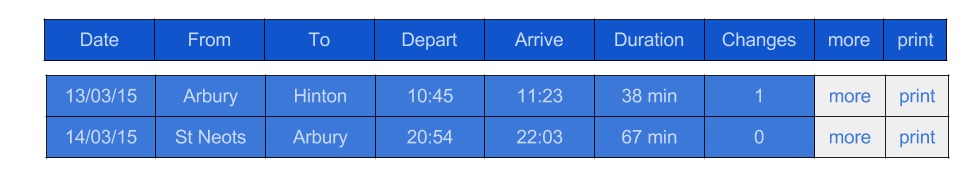 Date From To Depart Arrive Duration Changes more print
13/03/15 Arbury Hinton 10:45 11:23 38 min 1 more print
14/03/15 St Neots Arbury 20:54 22:03 67 min 0 more print